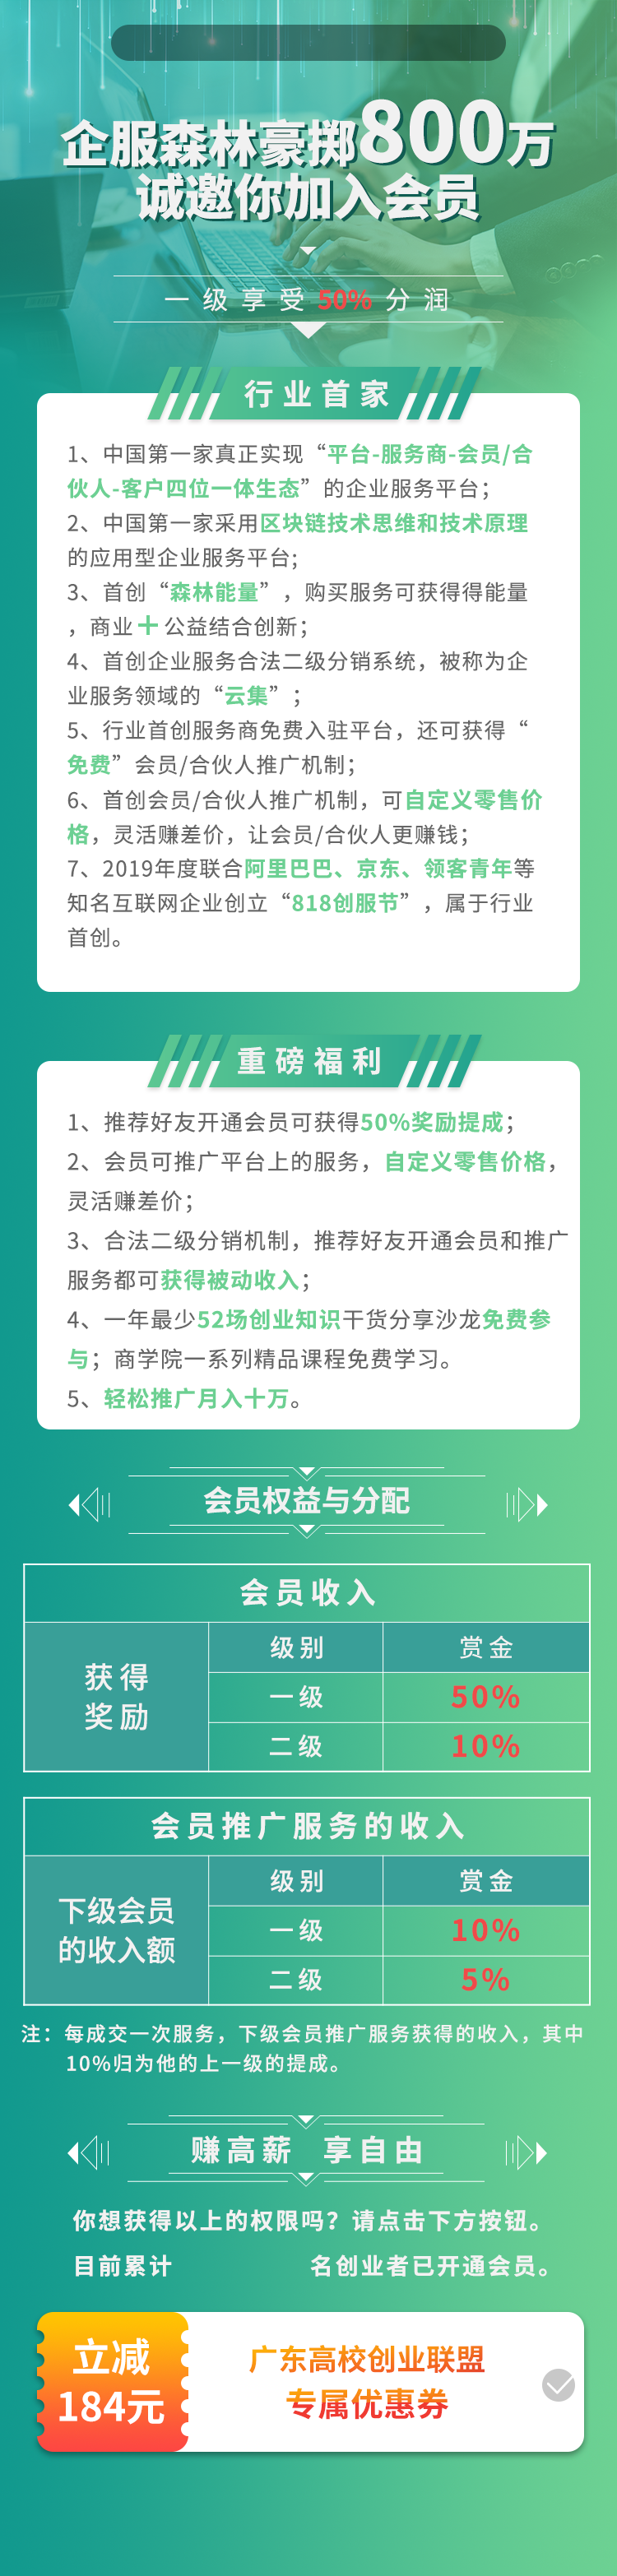 企服森林豪掷800万
诚邀你加入会员
一级享受50%分润
行业首家
1、中国第一家真正实现“平台-服务商-会员/合
伙人-客户四位一体生态”的企业服务平台；
2、中国第一家采用区块链技术思维和技术原理
的应用型企业服务平台；
3、首创“森林能量”，购买服务可获得得能量
，商业十公益结合创新；
4、首创企业服务合法二级分销系统，被称为企
业服务领域的“云集”；
5、行业首创服务商免费入驻平台，还可获得“
免费”会员/合伙人推广机制；
6、首创会员/合伙人推广机制，可自定义零售价
格，灵活赚差价，让会员/合伙人更赚钱；
7、2019年度联合阿里巴巴、京东、领客青年等
知名互联网企业创立“818创服节”，属于行业
首创。
重磅福利
1、推荐好友开通会员可获得50%奖励提成；
2、会员可推广平台上的服务，自定义零售价格，
灵活赚差价；
3、合法二级分销机制，推荐好友开通会员和推广
服务都可获得被动收入；
4、一年最少52场创业知识干货分享沙龙免费参
与；商学院一系列精品课程免费学习。
5、轻松推广月入十万。
会员权益与分配
会员收入
获得
奖励
级别 赏金
一级 50%
二级 10%
会员推广服务的收入
下级会员
的收入额
级别 赏金
一级 10%
二级 5%
注：每成交一次服务，下级会员推广服务获得的收入，其中
10%归为他的上一级的提成。
赚高薪 享自由
你想获得以上的权限吗？请点击下方按钮。
目前累计 名创业者已开通会员。
立减
184元
广东高校创业联盟
专属优惠券